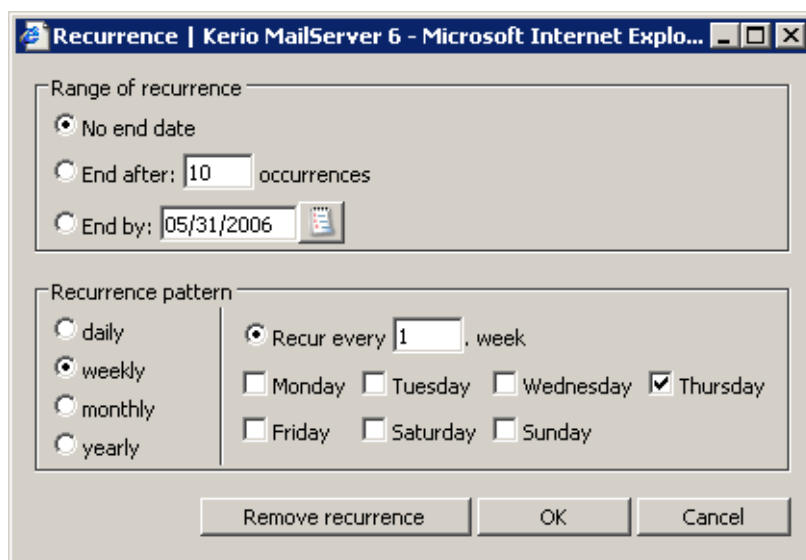 Recurrence | Kerio MailServer 6 - Microsoft Internet Explo...
Range of recurrence
No end date
End after: 10 occurrences
End by: 05/31/2006
Recurrence pattern
daily
Recur every 1 . week
weekly
Monday Tuesday Wednesday Thursday
monthly
Friday Saturday Sunday
yearly
Remove recurrence OK Cancel